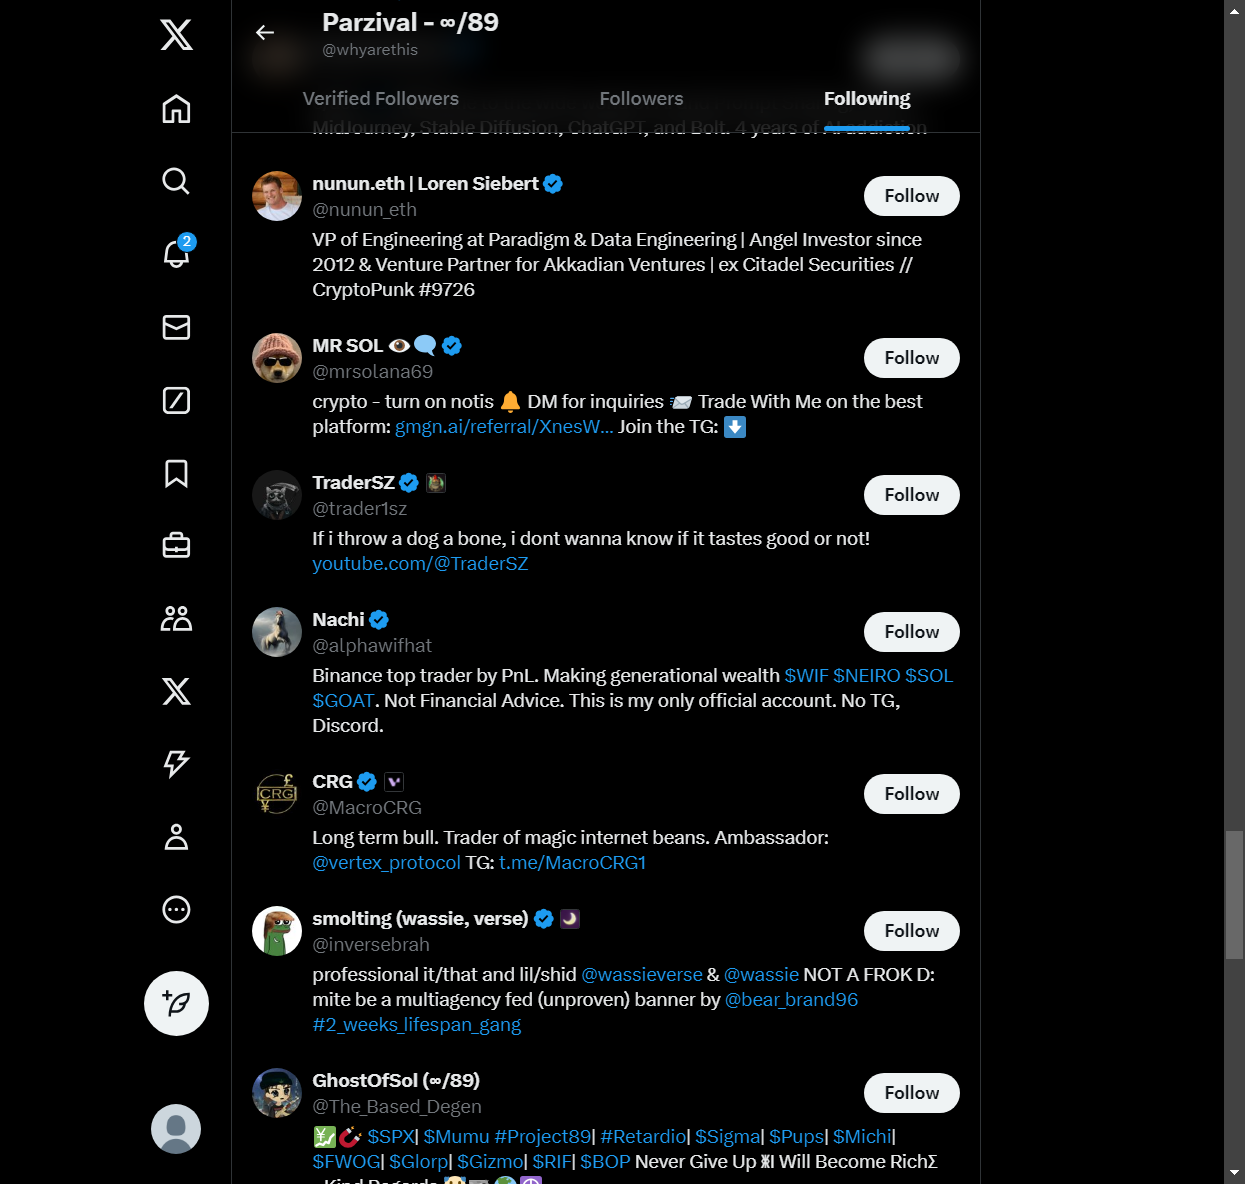 Parzival - ∞/89
@whyarethis
Verified Followers
Followers
Following
MidJourney, Stable Diffusion, ChatGPT, and Bolt. 4 years of AI addiction
nunun.eth | Loren Siebert
@nunun_eth
Follow
VP of Engineering at Paradigm & Data Engineering | Angel Investor since
2012 & Venture Partner for Akkadian Ventures | ex Citadel Securities //
CryptoPunk #9726
2
MR SOL 👁️🗨️
@mrsolana69
Follow
crypto - turn on notis 🔔 DM for inquiries 📨 Trade With Me on the best
platform: gmgn.ai/referral/XnesW... Join the TG: ⬇️
TraderSZ
@trader1sz
Follow
If i throw a dog a bone, i dont wanna know if it tastes good or not!
youtube.com/@TraderSZ
Nachi
@alphawifhat
Follow
Binance top trader by PnL. Making generational wealth $WIF $NEIRO $SOL
$GOAT. Not Financial Advice. This is my only official account. No TG,
Discord.
CRG
CRG
@MacroCRG
Follow
Long term bull. Trader of magic internet beans. Ambassador:
@vertex_protocol TG: t.me/MacroCRG1
smolting (wassie, verse)
@inversebrah
Follow
professional it/that and lil/shid @wassieverse & @wassie NOT A FROK D:
mite be a multiagency fed (unproven) banner by @bear_brand96
#2_weeks_lifespan_gang
GhostOfSol (∞/89)
@The_Based_Degen
Follow
💹🧲 $SPX| $Mumu #Project89| #Retardio| $Sigma| $Pups| $Michi|
$FWOG| $Glorp| $Gizmo| $RIF| $BOP Never Give Up ӜI Will Become RichΣ
Kind Regards